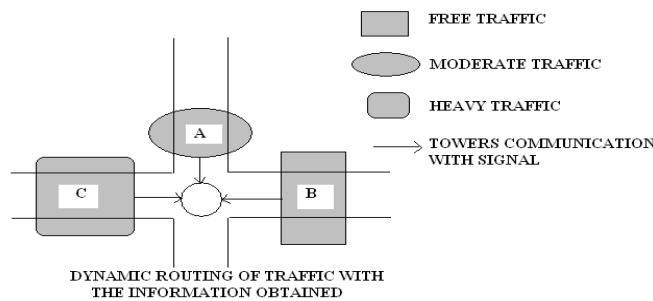 FREE TRAFFIC
MODERATE TRAFFIC
HEAVY TRAFFIC
TOWERS COMMUNICATION
WITH SIGNAL
A
C
B
DYNAMIC ROUTING OF TRAFFIC WITH
THE INFORMATION OBTAINED